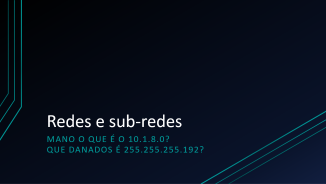 Redes e sub-redes
MANO O QUE É O 10.1.8.0?
QUE DANADOS É 255.255.255.192?